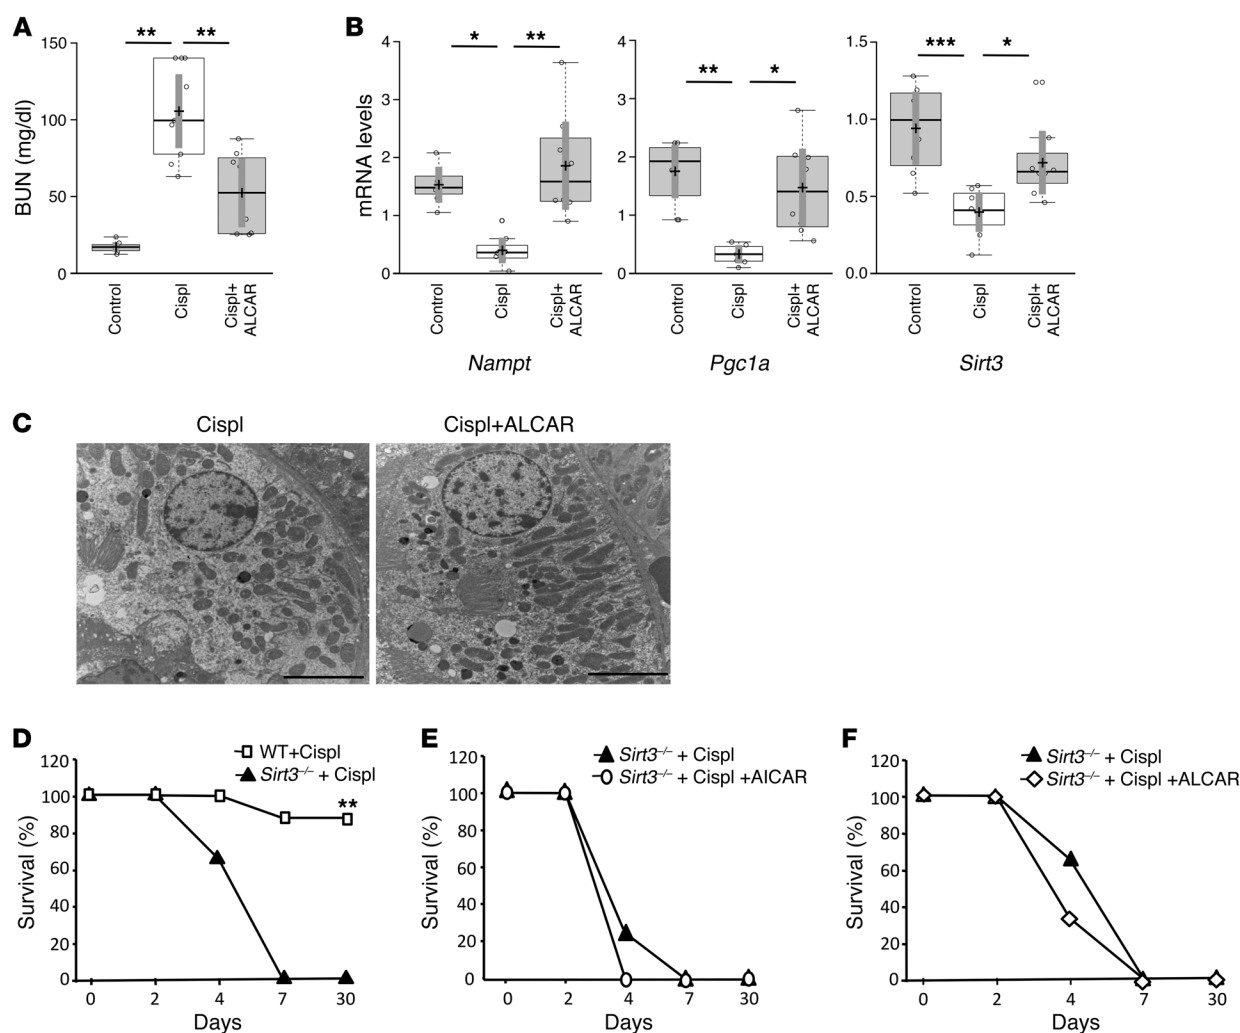 A
BUN (mg/dl)
150
100
50
0
** **
Control
Cispl
Cispl+
ALCAR
B
mRNA levels
4
3
2
1
0
* **
Control
Cispl
Cispl+
ALCAR
Nampt
4
3
2
1
0
** *
Control
Cispl
Cispl+
ALCAR
Pgc1a
1.5
1.0
0.5
0.0
*** *
Control
Cispl
Cispl+
ALCAR
Sirt3
C
Cispl
Cispl+ALCAR
D
WT+Cispl
Sirt3–/– + Cispl
**
Survival (%)
120
100
80
60
40
20
0
0 2 4 7 30
Days
E
Sirt3–/– + Cispl
Sirt3–/– + Cispl +AICAR
Survival (%)
120
100
80
60
40
20
0
0 2 4 7 30
Days
F
Sirt3–/– + Cispl
Sirt3–/– + Cispl +ALCAR
Survival (%)
120
100
80
60
40
20
0
0 2 4 7 30
Days